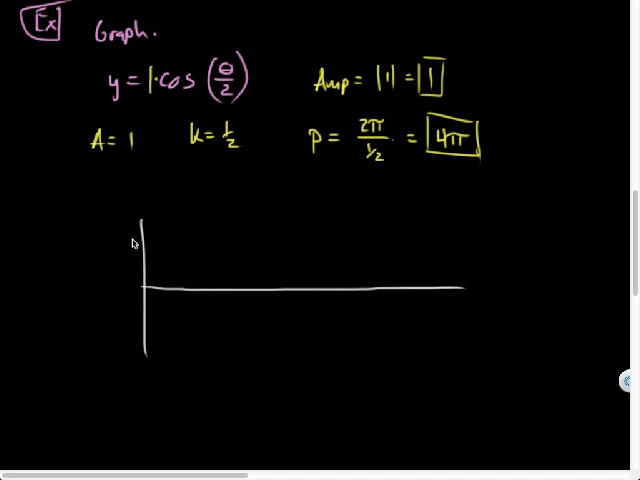 Ex Graph.
y = 1·cos (θ/2) Amp = |1| = 1
A = 1 k = 1/2 P = 2π / 1/2 = 4π